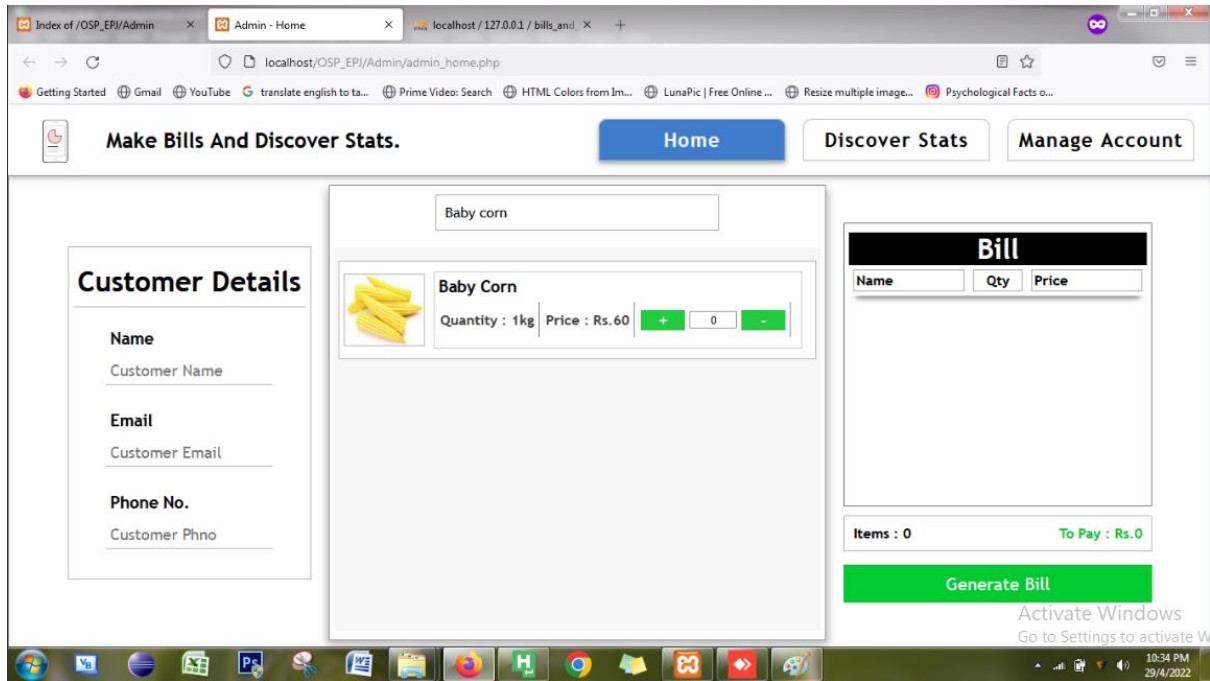 Index of /OSP_EPJ/Admin
Admin - Home
localhost / 127.0.0.1 / bills_and_
localhost/OSP_EPJ/Admin/admin_home.php
Getting Started Gmail YouTube translate english to ta... Prime Video: Search HTML Colors from Im... LunaPic | Free Online ... Resize multiple image... Psychological Facts o...
Make Bills And Discover Stats.
Home
Discover Stats
Manage Account
Customer Details
Name
Customer Name
Email
Customer Email
Phone No.
Customer Phno
Baby corn
Baby Corn
Quantity : 1kg Price : Rs.60 + 0 -
Bill
Name Qty Price
Items : 0 To Pay : Rs.0
Generate Bill
Activate Windows
Go to Settings to activate W
10:34 PM
29/4/2022